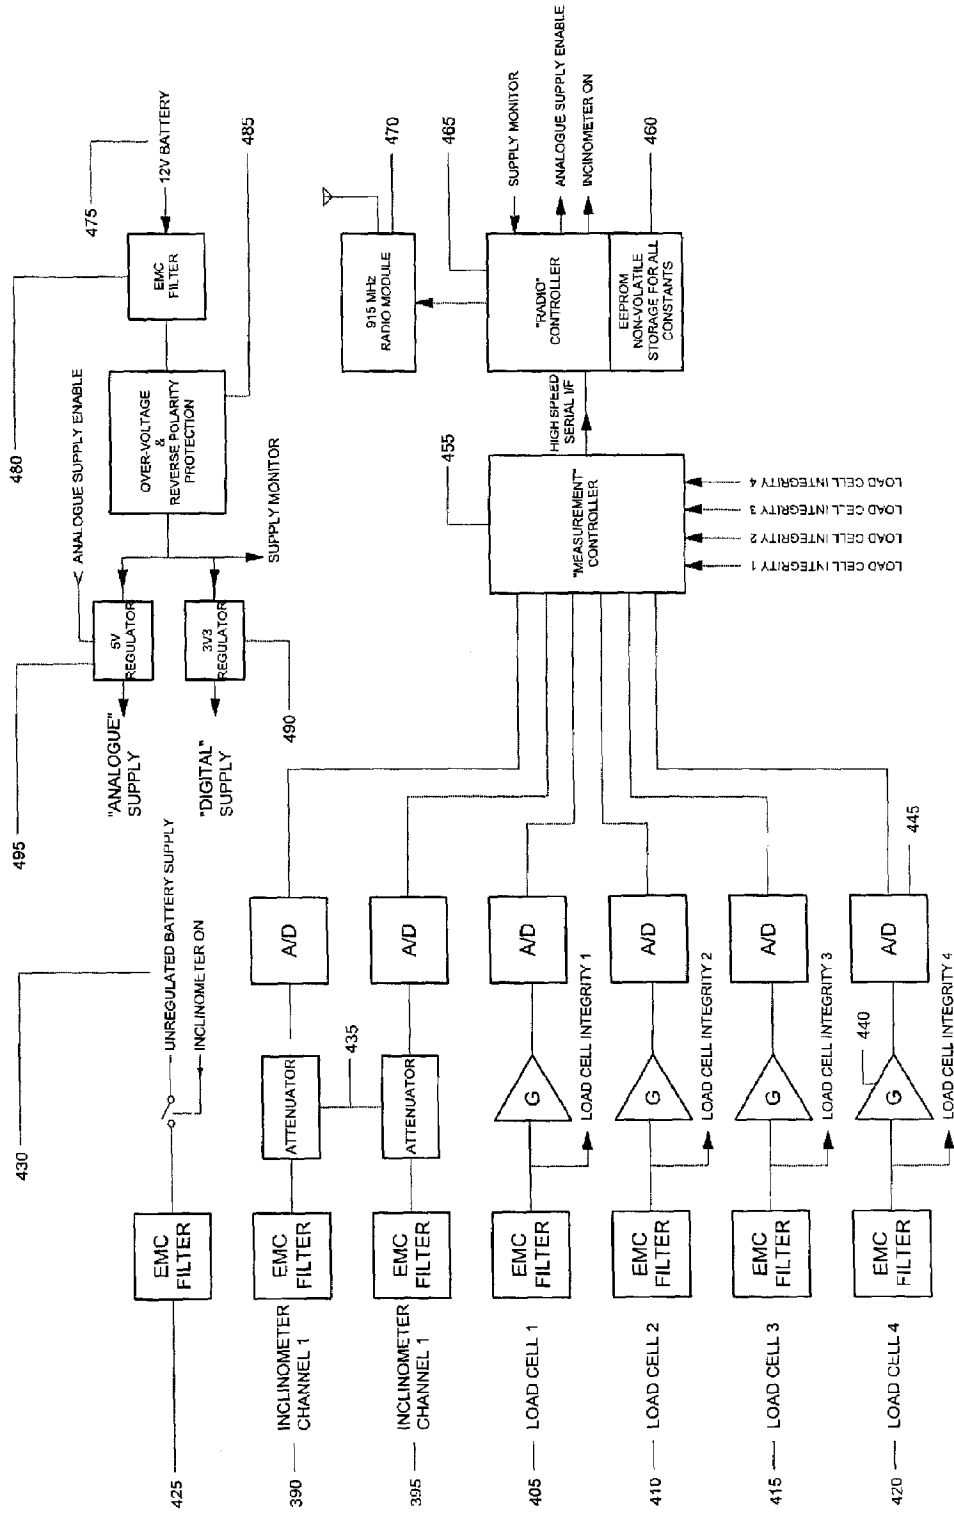 475
12V BATTERY
485
480
EMC
FILTER
OVER-VOLTAGE
&
REVERSE POLARITY
PROTECTION
ANALOGUE SUPPLY ENABLE
SUPPLY MONITOR
495
5V
REGULATOR
3V3
REGULATOR
490
"ANALOGUE"
SUPPLY
"DIGITAL"
SUPPLY
470
465
915 MHz
RADIO MODULE
SUPPLY MONITOR
ANALOGUE SUPPLY ENABLE
INCINOMETER ON
460
"RADIO"
CONTROLLER
EEPROM
NON-VOLATILE
STORAGE FOR ALL
CONSTANTS
HIGH SPEED
SERIAL I/F
455
"MEASUREMENT"
CONTROLLER
LOAD CELL INTEGRITY 4
LOAD CELL INTEGRITY 3
LOAD CELL INTEGRITY 2
LOAD CELL INTEGRITY 1
430
UNREGULATED BATTERY SUPPLY
INCLINOMETER ON
EMC
FILTER
425
A/D
ATTENUATOR
435
EMC
FILTER
INCLINOMETER
CHANNEL 1
390
A/D
ATTENUATOR
EMC
FILTER
INCLINOMETER
CHANNEL 1
395
A/D
G
LOAD CELL INTEGRITY 1
EMC
FILTER
LOAD CELL 1
405
A/D
G
LOAD CELL INTEGRITY 2
EMC
FILTER
LOAD CELL 2
410
A/D
G
LOAD CELL INTEGRITY 3
EMC
FILTER
LOAD CELL 3
415
445
A/D
440
G
LOAD CELL INTEGRITY 4
EMC
FILTER
LOAD CELL 4
420